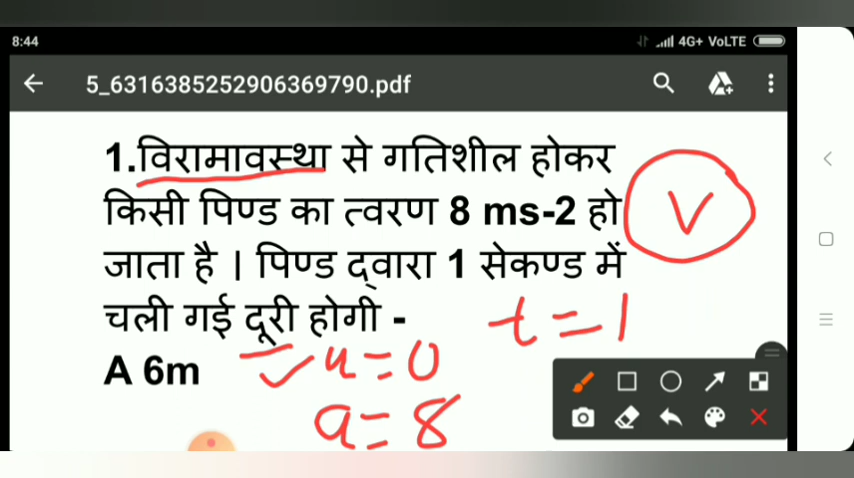 8:44 4G+ VoLTE
5_6316385252906369790.pdf
1.विरामावस्था से गतिशील होकर
किसी पिण्ड का त्वरण 8 ms-2 हो
V
जाता है | पिण्ड द्वारा 1 सेकण्ड में
चली गई दूरी होगी -
t=1
A 6m
u=0
a=8